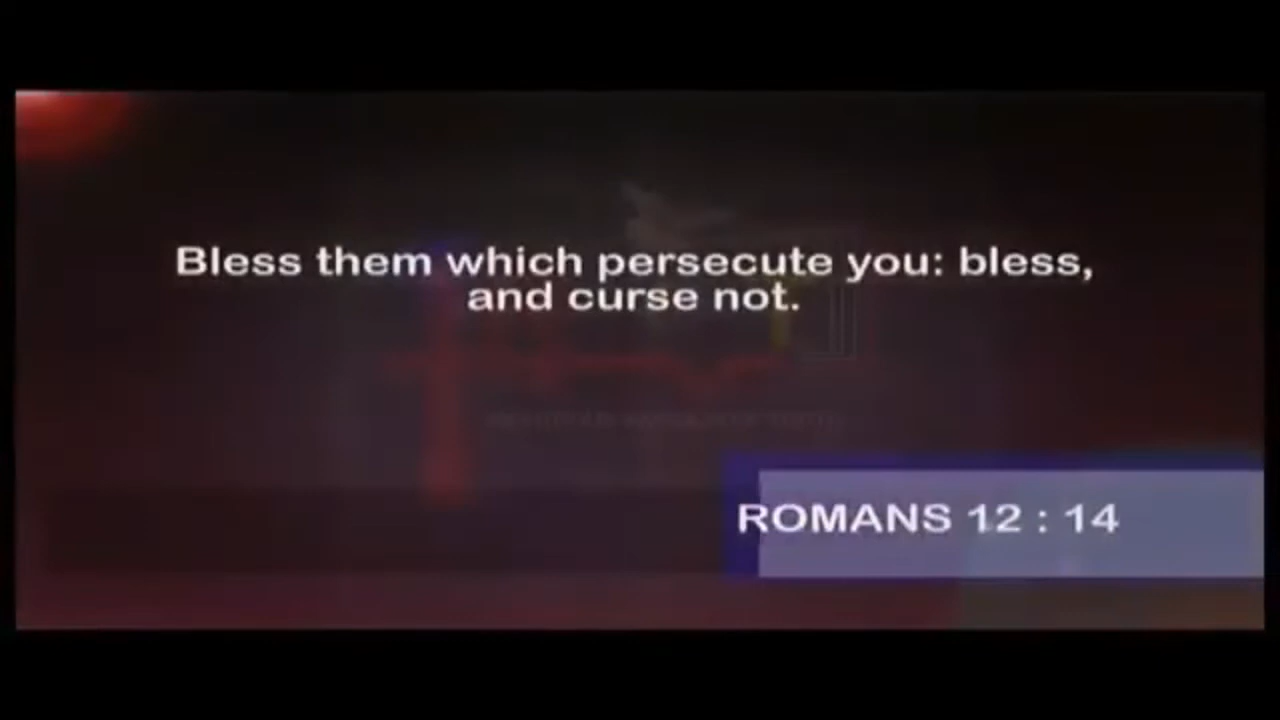 Bless them which persecute you: bless,
and curse not.
ROMANS 12 : 14